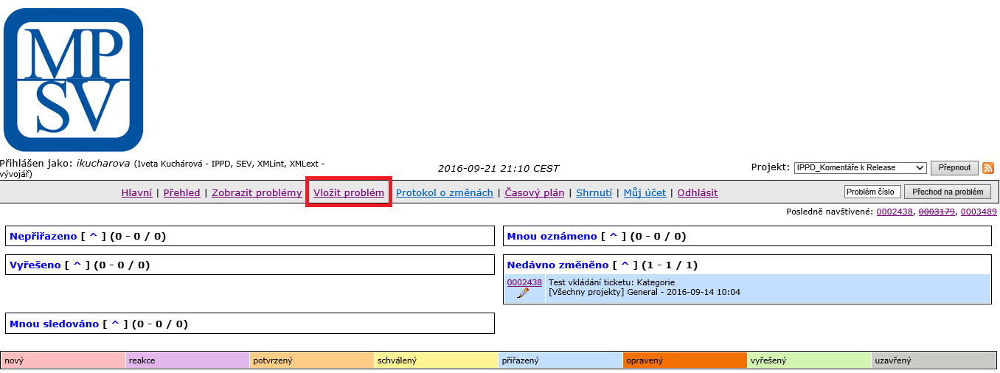 MP
SV
Přihlášen jako: ikucharova (Iveta Kuchárová - IPPD, SEV, XMLint, XMLext -
vývojář)
2016-09-21 21:10 CEST
Projekt: IPPD_Komentáře k Release Přepnout
Hlavní | Přehled | Zobrazit problémy Vložit problém Protokol o změnách | Časový plán | Shrnutí | Můj účet | Odhlásit
Problém číslo Přechod na problém
Posledně navštívené: 0002438, 0003179, 0003489
Nepřiřazeno [ ^ ] (0 - 0 / 0)
Mnou oznámeno [ ^ ] (0 - 0 / 0)
Vyřešeno [ ^ ] (0 - 0 / 0)
Nedávno změněno [ ^ ] (1 - 1 / 1)
0002438 Test vkládání ticketu: Kategorie
[Všechny projekty] General - 2016-09-14 10:04
Mnou sledováno [ ^ ] (0 - 0 / 0)
nový reakce potvrzený schválený přiřazený opravený vyřešený uzavřený